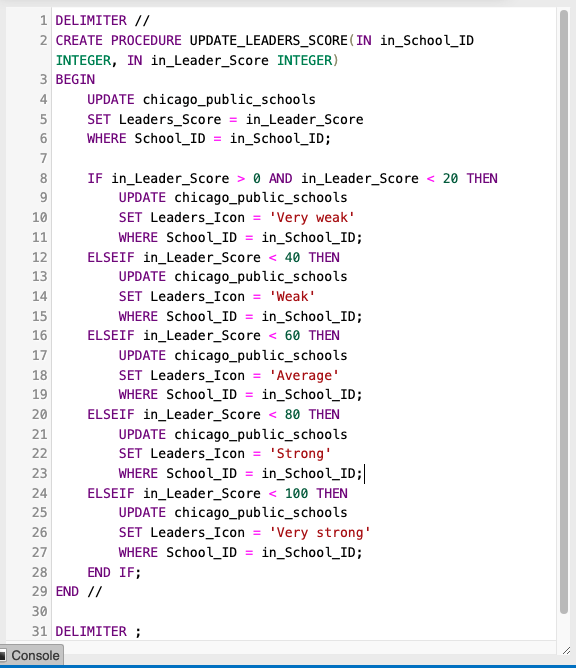 1 DELIMITER //
2 CREATE PROCEDURE UPDATE_LEADERS_SCORE(IN in_School_ID
INTEGER, IN in_Leader_Score INTEGER)
3 BEGIN
4     UPDATE chicago_public_schools
5     SET Leaders_Score = in_Leader_Score
6     WHERE School_ID = in_School_ID;
7
8     IF in_Leader_Score > 0 AND in_Leader_Score < 20 THEN
9         UPDATE chicago_public_schools
10         SET Leaders_Icon = 'Very weak'
11         WHERE School_ID = in_School_ID;
12     ELSEIF in_Leader_Score < 40 THEN
13         UPDATE chicago_public_schools
14         SET Leaders_Icon = 'Weak'
15         WHERE School_ID = in_School_ID;
16     ELSEIF in_Leader_Score < 60 THEN
17         UPDATE chicago_public_schools
18         SET Leaders_Icon = 'Average'
19         WHERE School_ID = in_School_ID;
20     ELSEIF in_Leader_Score < 80 THEN
21         UPDATE chicago_public_schools
22         SET Leaders_Icon = 'Strong'
23         WHERE School_ID = in_School_ID;
24     ELSEIF in_Leader_Score < 100 THEN
25         UPDATE chicago_public_schools
26         SET Leaders_Icon = 'Very strong'
27         WHERE School_ID = in_School_ID;
28     END IF;
29 END //
30
31 DELIMITER ;
Console